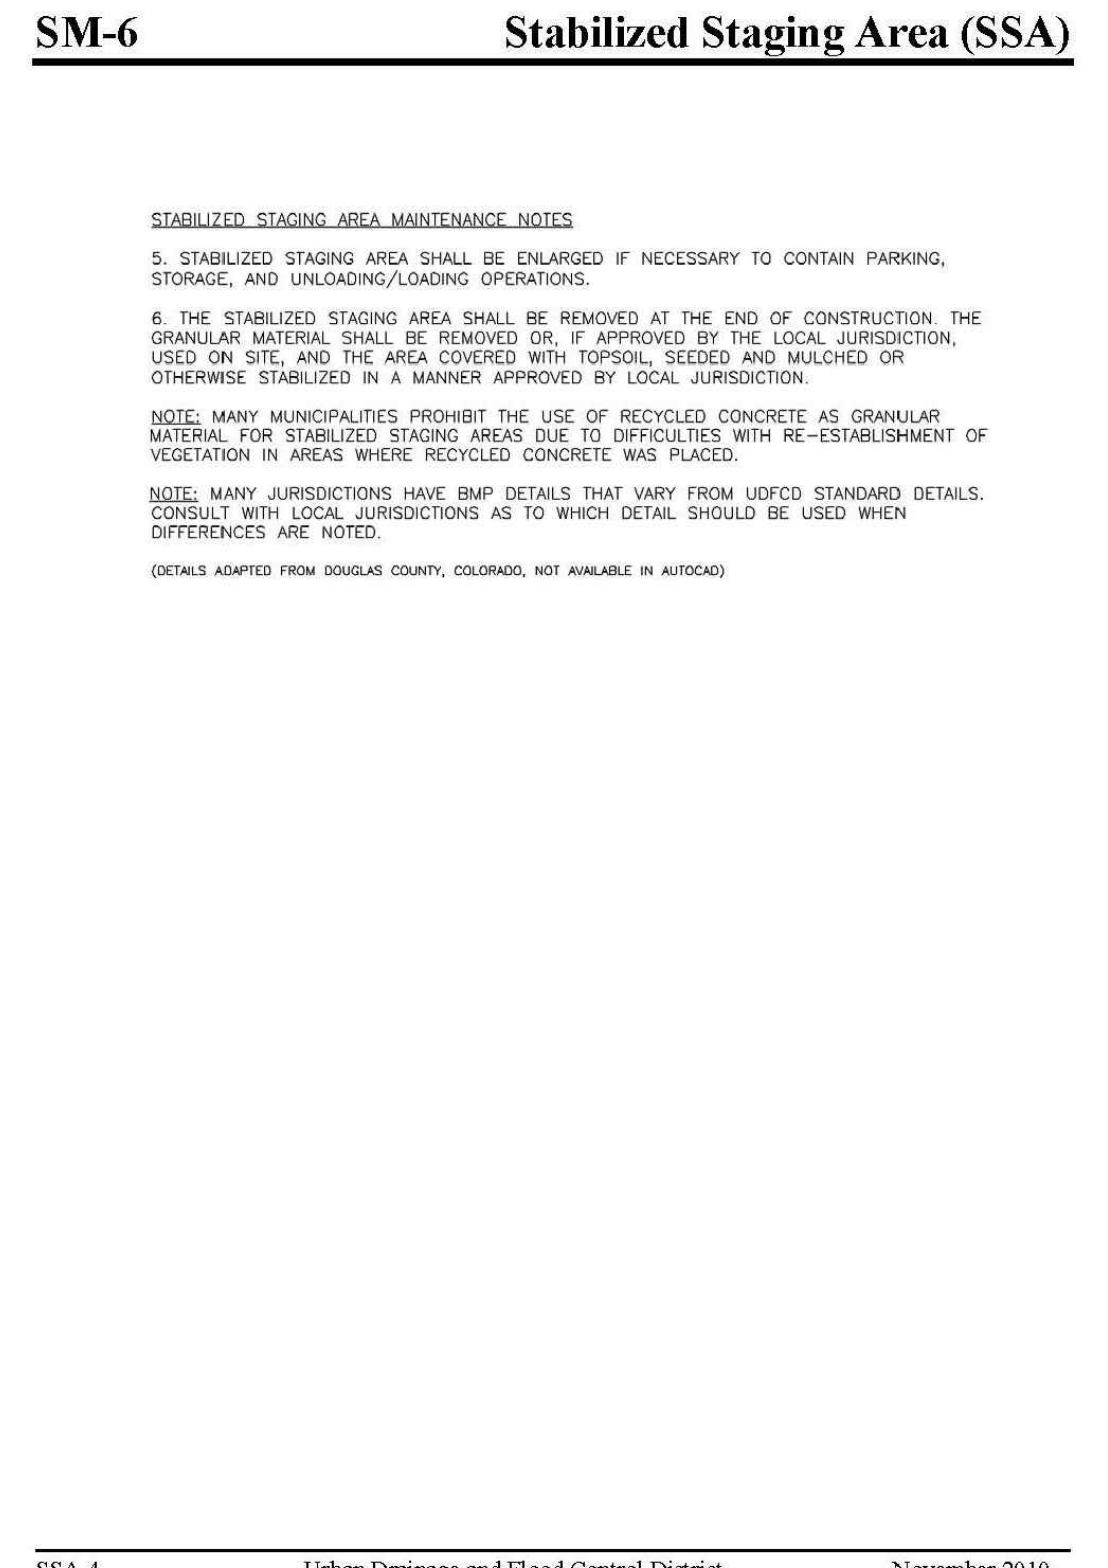 SM-6 Stabilized Staging Area (SSA)
STABILIZED STAGING AREA MAINTENANCE NOTES
5. STABILIZED STAGING AREA SHALL BE ENLARGED IF NECESSARY TO CONTAIN PARKING,
STORAGE, AND UNLOADING/LOADING OPERATIONS.
6. THE STABILIZED STAGING AREA SHALL BE REMOVED AT THE END OF CONSTRUCTION. THE
GRANULAR MATERIAL SHALL BE REMOVED OR, IF APPROVED BY THE LOCAL JURISDICTION,
USED ON SITE, AND THE AREA COVERED WITH TOPSOIL, SEEDED AND MULCHED OR
OTHERWISE STABILIZED IN A MANNER APPROVED BY LOCAL JURISDICTION.
NOTE: MANY MUNICIPALITIES PROHIBIT THE USE OF RECYCLED CONCRETE AS GRANULAR
MATERIAL FOR STABILIZED STAGING AREAS DUE TO DIFFICULTIES WITH RE-ESTABLISHMENT OF
VEGETATION IN AREAS WHERE RECYCLED CONCRETE WAS PLACED.
NOTE: MANY JURISDICTIONS HAVE BMP DETAILS THAT VARY FROM UDFCD STANDARD DETAILS.
CONSULT WITH LOCAL JURISDICTIONS AS TO WHICH DETAIL SHOULD BE USED WHEN
DIFFERENCES ARE NOTED.
(DETAILS ADAPTED FROM DOUGLAS COUNTY, COLORADO, NOT AVAILABLE IN AUTOCAD)
SSA-4 Urban Drainage and Flood Control District November 2010